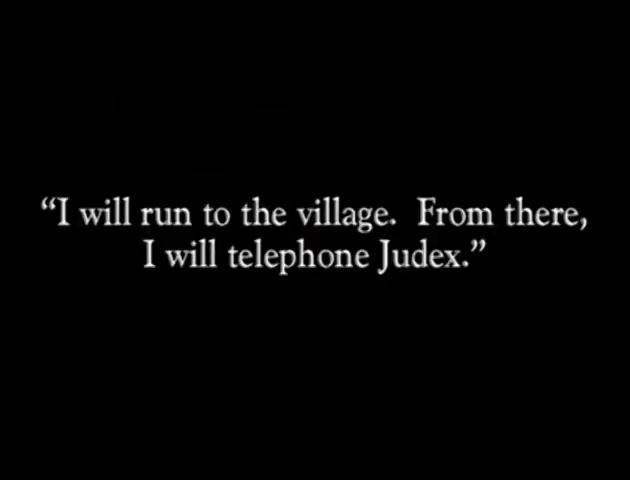 “I will run to the village.  From there,
I will telephone Judex.”